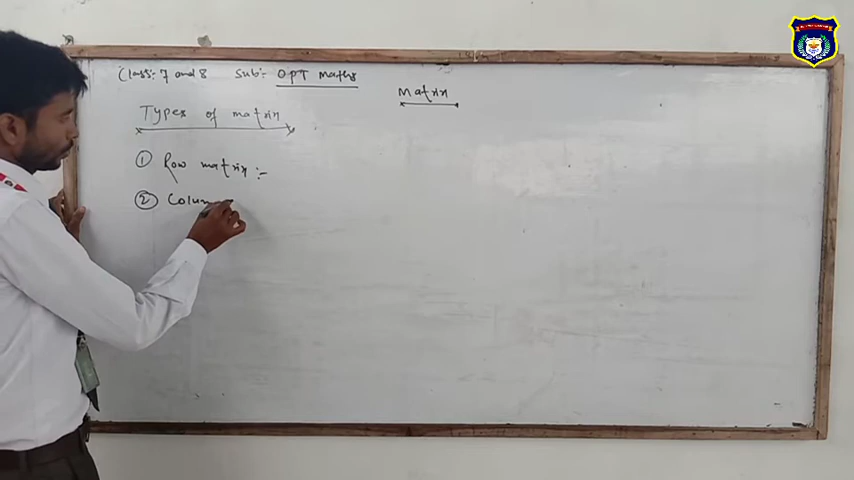 Class:- 7 and 8 Sub:- OPT Maths
Matrix
Types of matrix
① Row matrix :-
② Colum